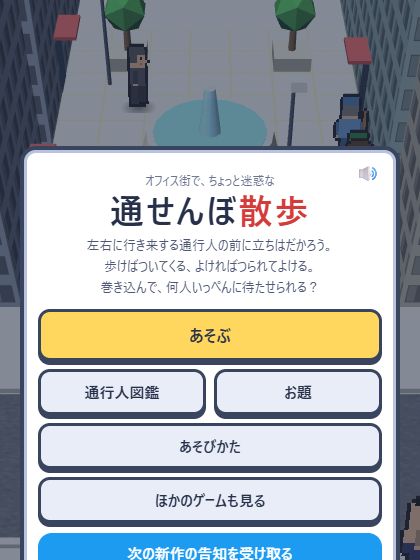 オフィス街で、ちょっと迷惑な
通せんぼ散歩
左右に行き来する通行人の前に立ちはだかろう。
歩けばついてくる、よければつられてよける。
巻き込んで、何人いっぺんに待たせられる？
あそぶ
通行人図鑑
お題
あそびかた
ほかのゲームも見る
次の新作の告知を受け取る